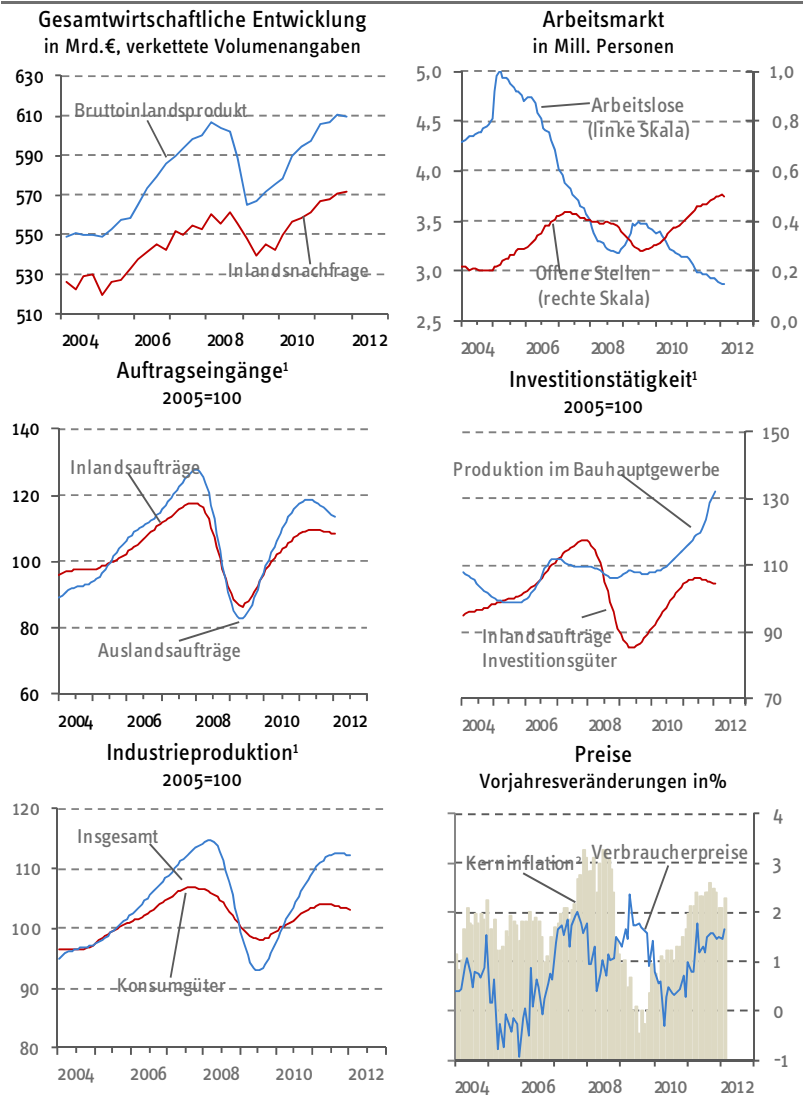 Gesamtwirtschaftliche Entwicklung
in Mrd.€, verkettete Volumenangaben
630
610
590
570
550
530
510
Bruttoinlandsprodukt
Inlandsnachfrage
2004 2006 2008 2010 2012
Arbeitsmarkt
in Mill. Personen
5,0
4,5
4,0
3,5
3,0
2,5
1,0
0,8
0,6
0,4
0,2
0,0
Arbeitslose
(linke Skala)
Offene Stellen
(rechte Skala)
2004 2006 2008 2010 2012
Auftragseingänge¹
2005=100
140
120
100
80
60
Inlandsaufträge
Auslandsaufträge
2004 2006 2008 2010 2012
Investitionstätigkeit¹
2005=100
150
130
110
90
70
Produktion im Bauhauptgewerbe
Inlandsaufträge
Investitionsgüter
2004 2006 2008 2010 2012
Industrieproduktion¹
2005=100
120
110
100
90
80
Insgesamt
Konsumgüter
2004 2006 2008 2010 2012
Preise
Vorjahresveränderungen in%
4
3
2
1
0
-1
Kerninflation²
Verbraucherpreise
2004 2006 2008 2010 2012